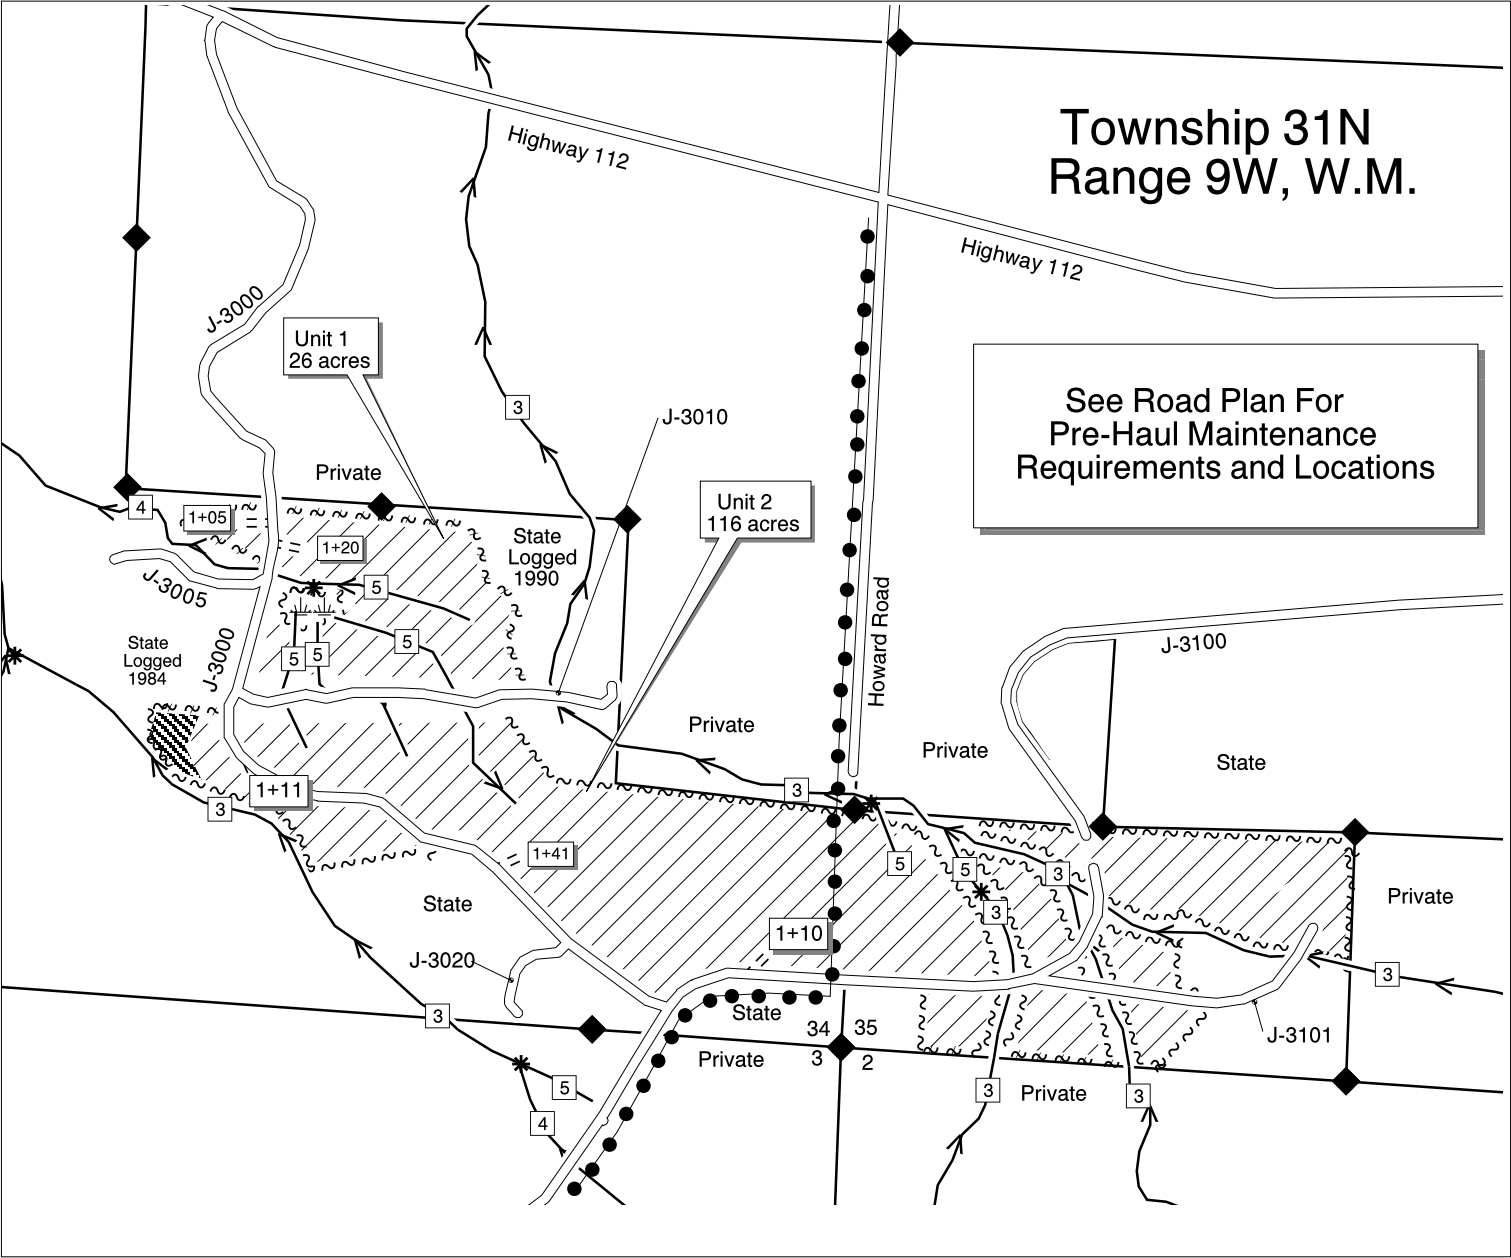 Township 31N
Range 9W, W.M.
Highway 112
Highway 112
J-3000
Unit 1
26 acres
See Road Plan For
Pre-Haul Maintenance
Requirements and Locations
3
J-3010
Private
Unit 2
116 acres
4
1+05
1+20
State
Logged
1990
5
J-3005
5
5
5
J-3000
State
Logged
1984
Howard Road
J-3100
Private
Private
State
3
1+11
3
1+41
5
5
3
3
Private
State
1+10
J-3020
3
3
State
34
35
3
2
J-3101
Private
3
Private
3
5
4